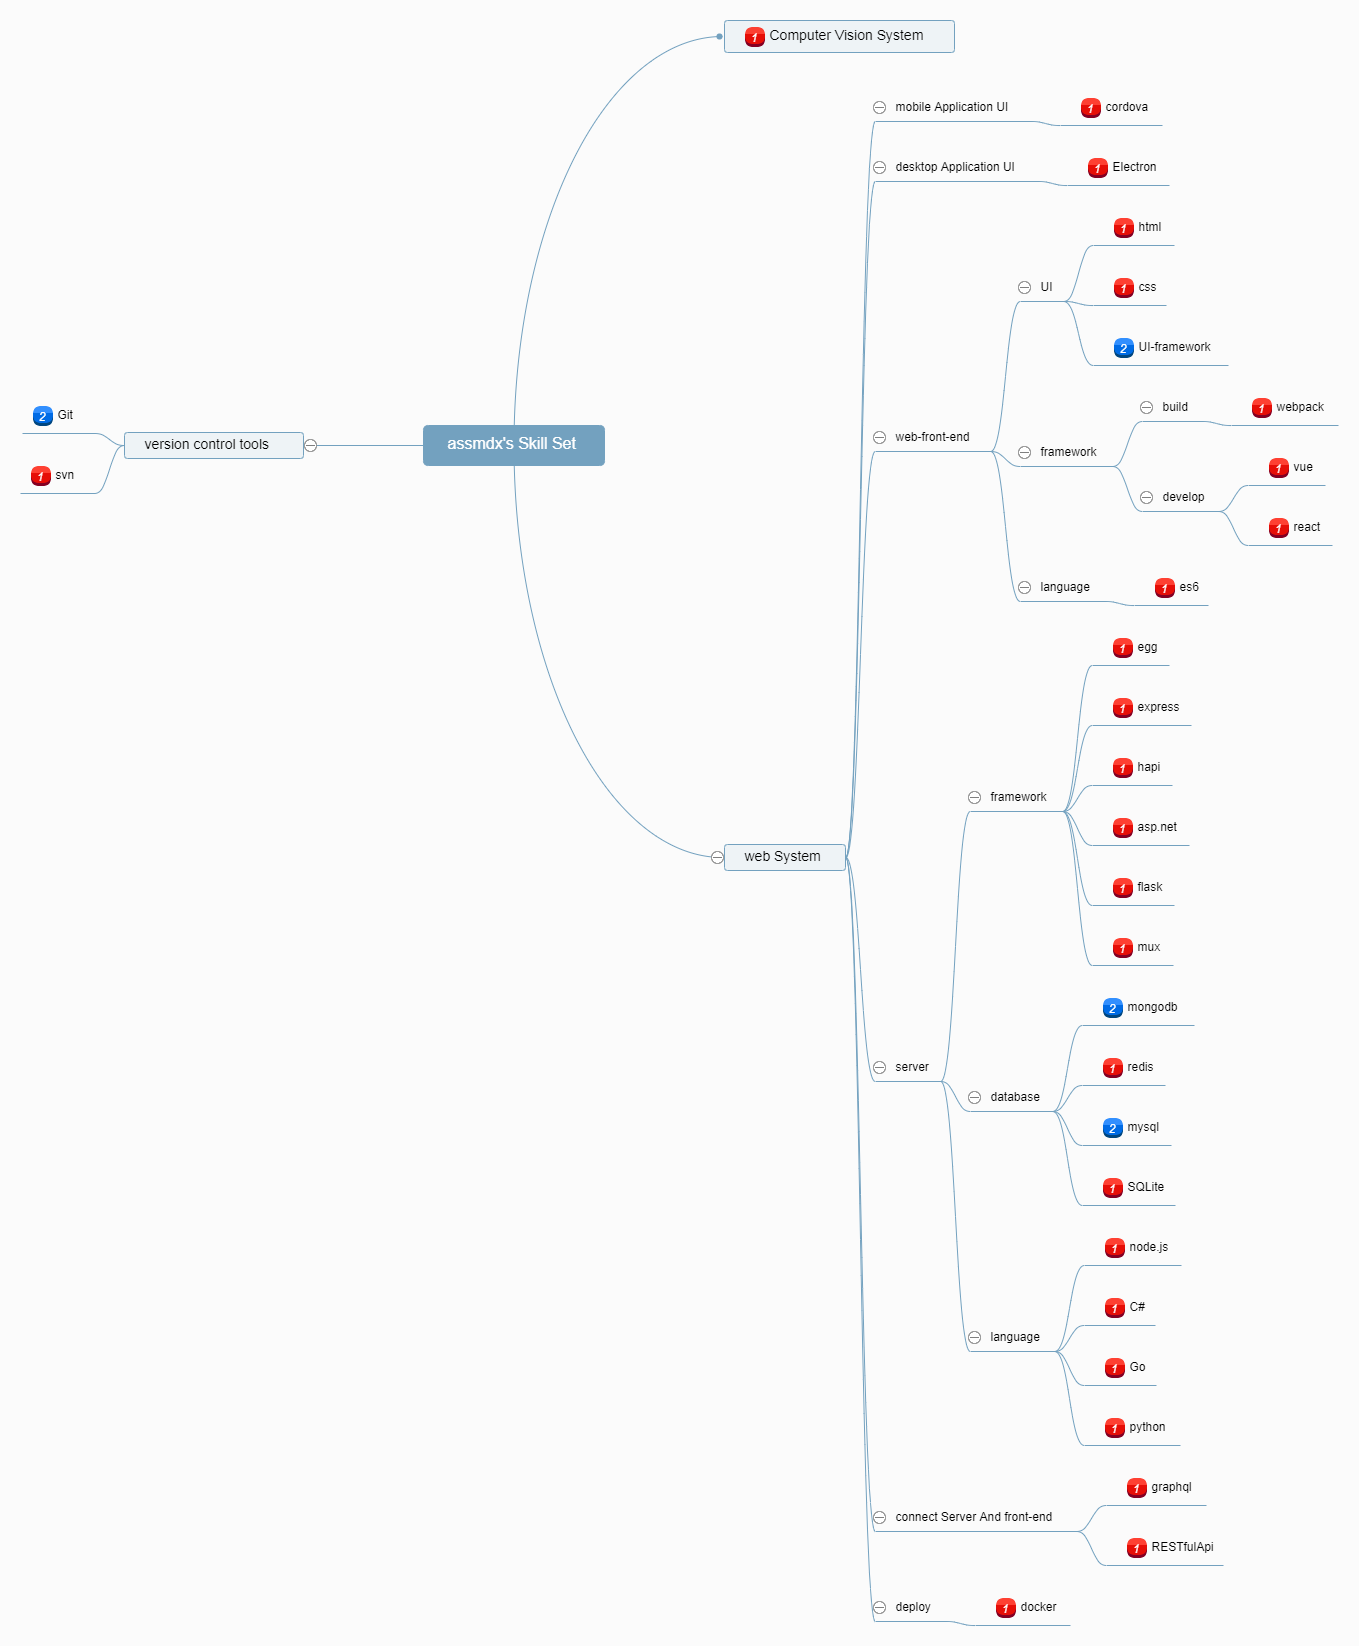 1 Computer Vision System
mobile Application UI
1 cordova
desktop Application UI
1 Electron
web-front-end
UI
1 html
1 css
2 UI-framework
framework
build
1 webpack
develop
1 vue
1 react
language
1 es6
assmdx's Skill Set
version control tools
2 Git
1 svn
web System
server
framework
1 egg
1 express
1 hapi
1 asp.net
1 flask
1 mux
database
2 mongodb
1 redis
2 mysql
1 SQLite
language
1 node.js
1 C#
1 Go
1 python
connect Server And front-end
1 graphql
1 RESTfulApi
deploy
1 docker